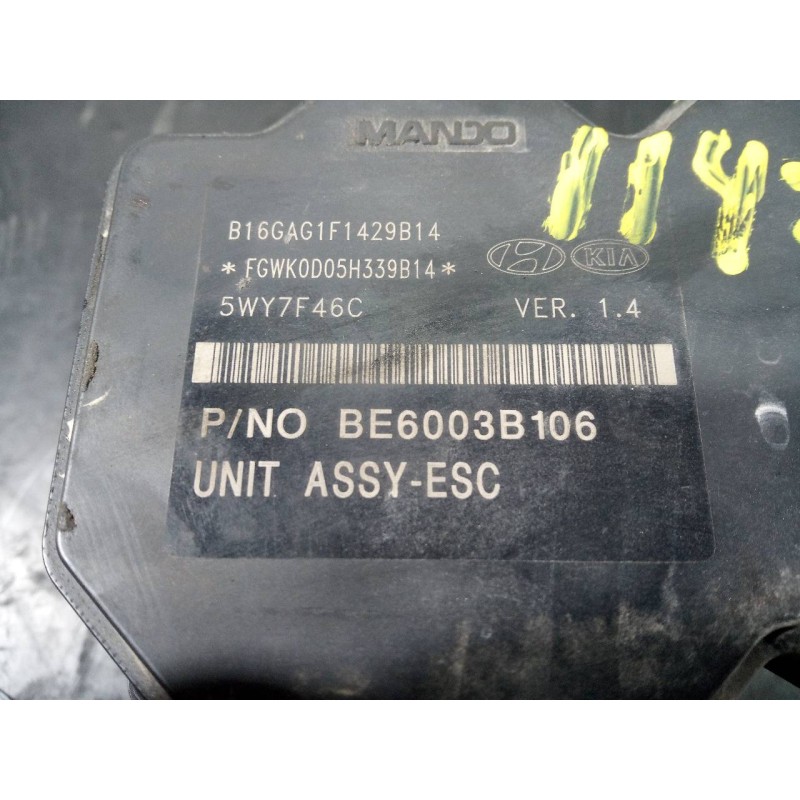 MANDO
B16GAG1F1429B14
*FGWK0D05H339B14*
KIA
5WY7F46C VER. 1.4
P/NO BE6003B106
UNIT ASSY-ESC